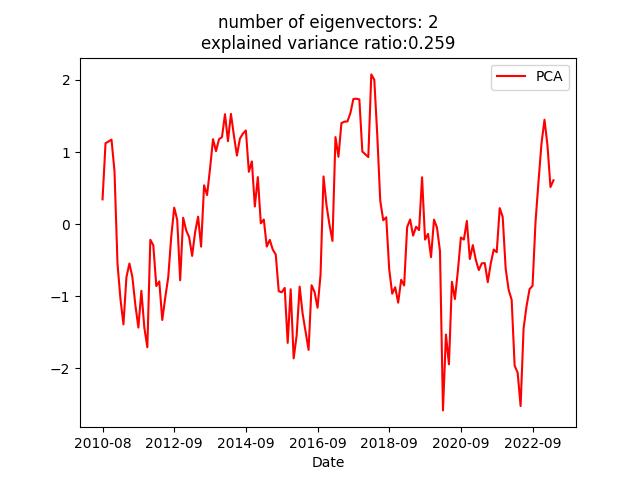 number of eigenvectors: 2
explained variance ratio:0.259
PCA
2
1
0
−1
−2
2010-08 2012-09 2014-09 2016-09 2018-09 2020-09 2022-09
Date